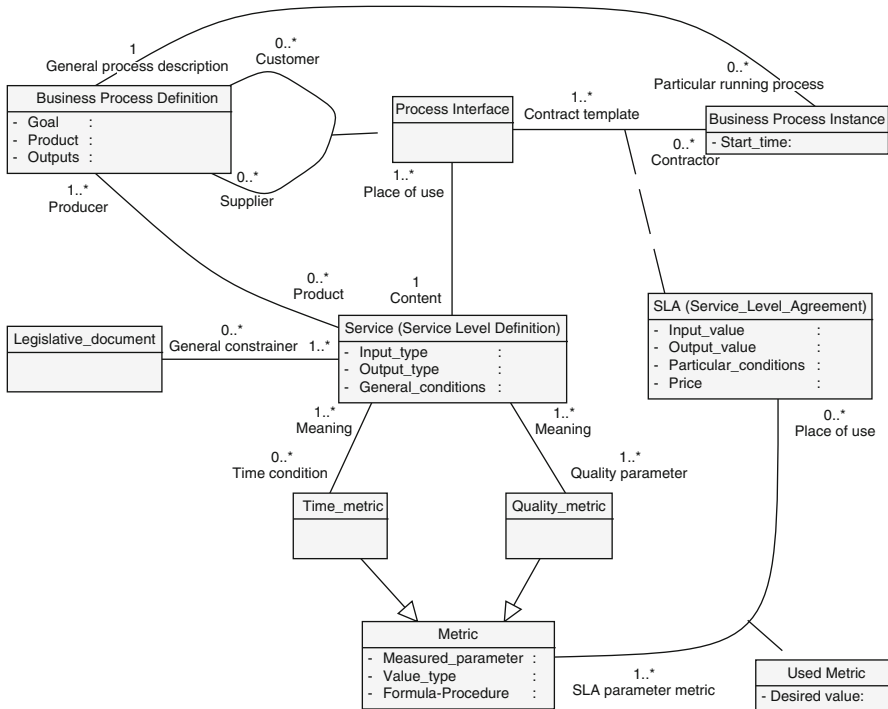 1
General process description
0..*
Customer
0..*
Particular running process
Business Process Definition
- Goal :
- Product :
- Outputs :
Process Interface
1..*
Contract template
Business Process Instance
- Start_time:
0..*
Contractor
1..*
Producer
0..*
Supplier
1..*
Place of use
0..*
Product
1
Content
Legislative_document
0..*
General constrainer
1..*
Service (Service Level Definition)
- Input_type :
- Output_type :
- General_conditions :
SLA (Service_Level_Agreement)
- Input_value :
- Output_value :
- Particular_conditions :
- Price :
1..*
Meaning
1..*
Meaning
0..*
Place of use
0..*
Time condition
1..*
Quality parameter
Time_metric
Quality_metric
Metric
- Measured_parameter :
- Value_type :
- Formula-Procedure :
1..*
SLA parameter metric
Used Metric
- Desired value: